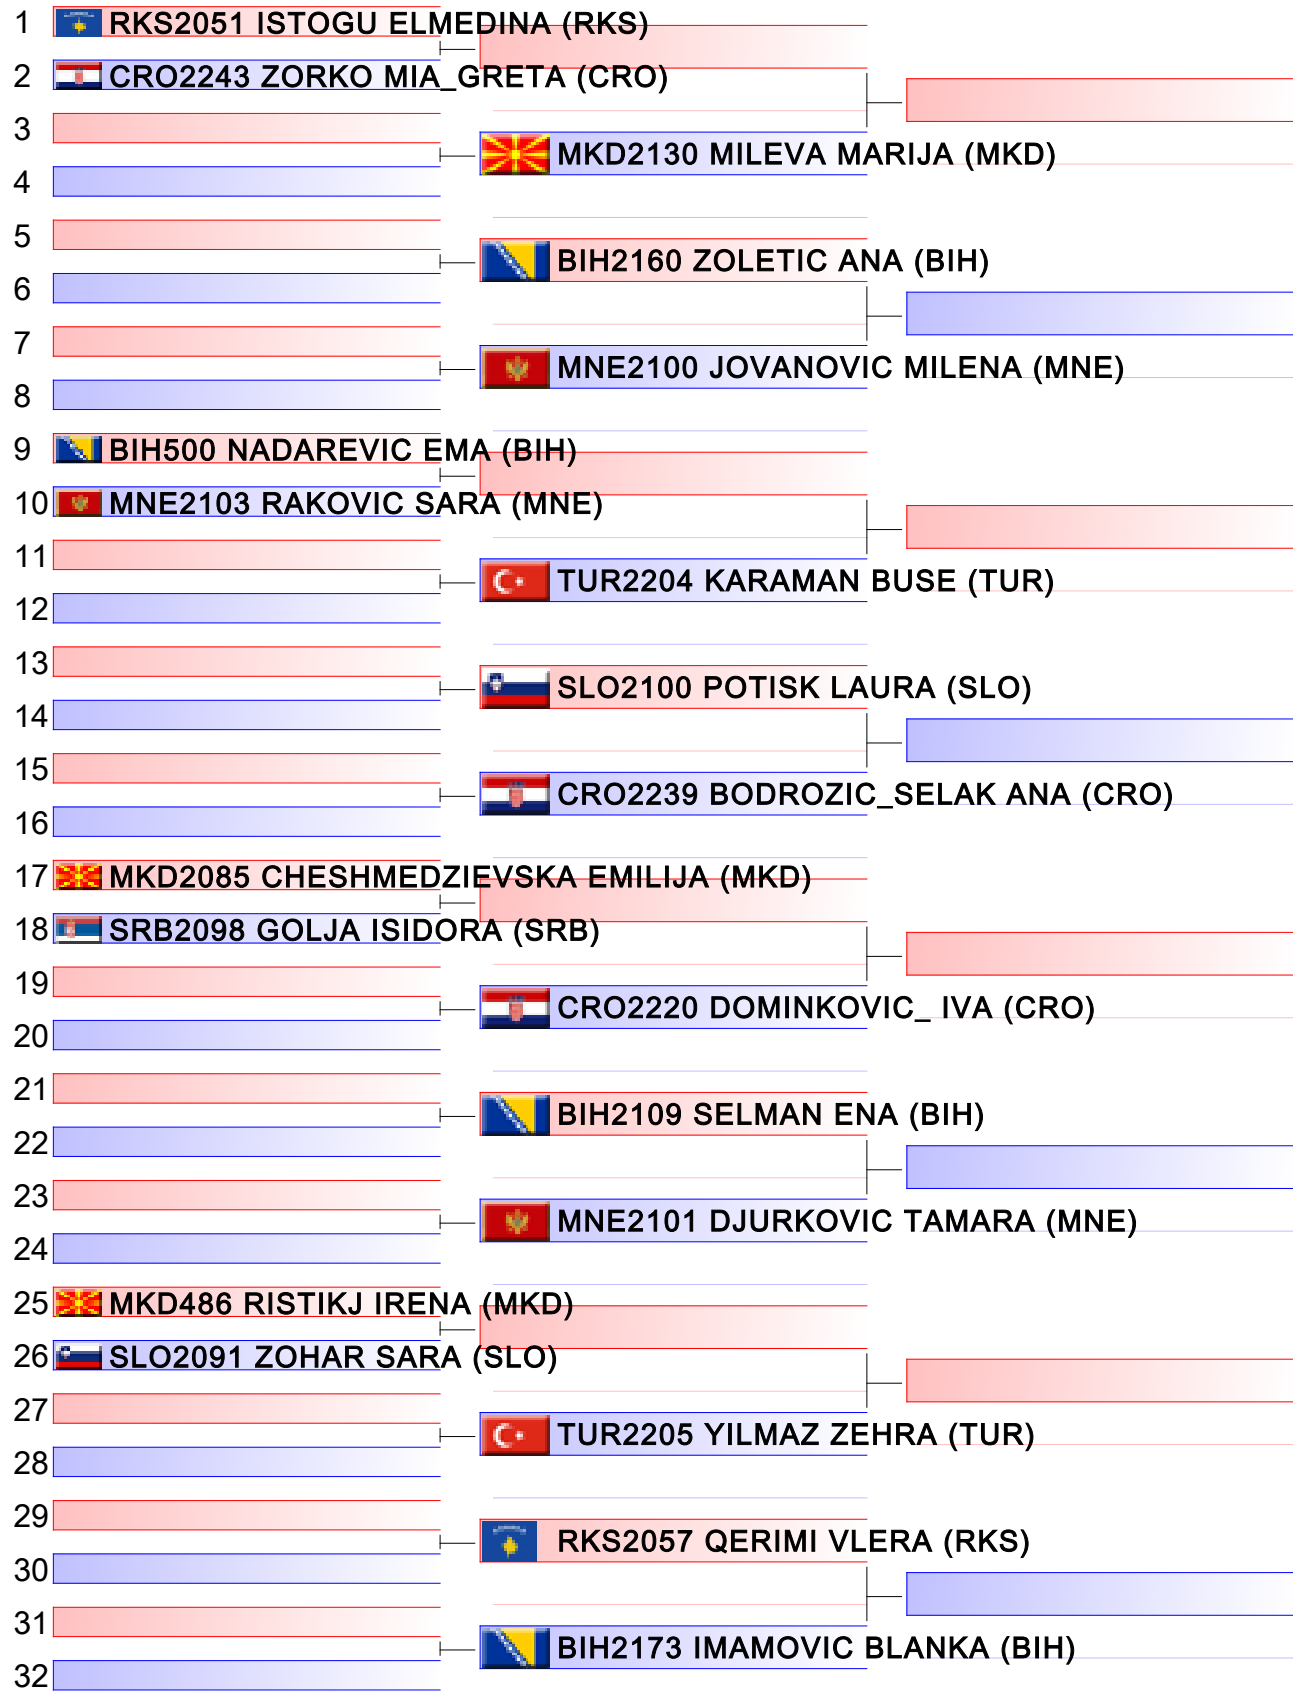 1 RKS2051 ISTOGU ELMEDINA (RKS)
2 CRO2243 ZORKO MIA_GRETA (CRO)
3
MKD2130 MILEVA MARIJA (MKD)
4
5
BIH2160 ZOLETIC ANA (BIH)
6
7
MNE2100 JOVANOVIC MILENA (MNE)
8
9 BIH500 NADAREVIC EMA (BIH)
10 MNE2103 RAKOVIC SARA (MNE)
11
TUR2204 KARAMAN BUSE (TUR)
12
13
SLO2100 POTISK LAURA (SLO)
14
15
CRO2239 BODROZIC_SELAK ANA (CRO)
16
17 MKD2085 CHESHMEDZIEVSKA EMILIJA (MKD)
18 SRB2098 GOLJA ISIDORA (SRB)
19
CRO2220 DOMINKOVIC_ IVA (CRO)
20
21
BIH2109 SELMAN ENA (BIH)
22
23
MNE2101 DJURKOVIC TAMARA (MNE)
24
25 MKD486 RISTIKJ IRENA (MKD)
26 SLO2091 ZOHAR SARA (SLO)
27
TUR2205 YILMAZ ZEHRA (TUR)
28
29
RKS2057 QERIMI VLERA (RKS)
30
31
BIH2173 IMAMOVIC BLANKA (BIH)
32